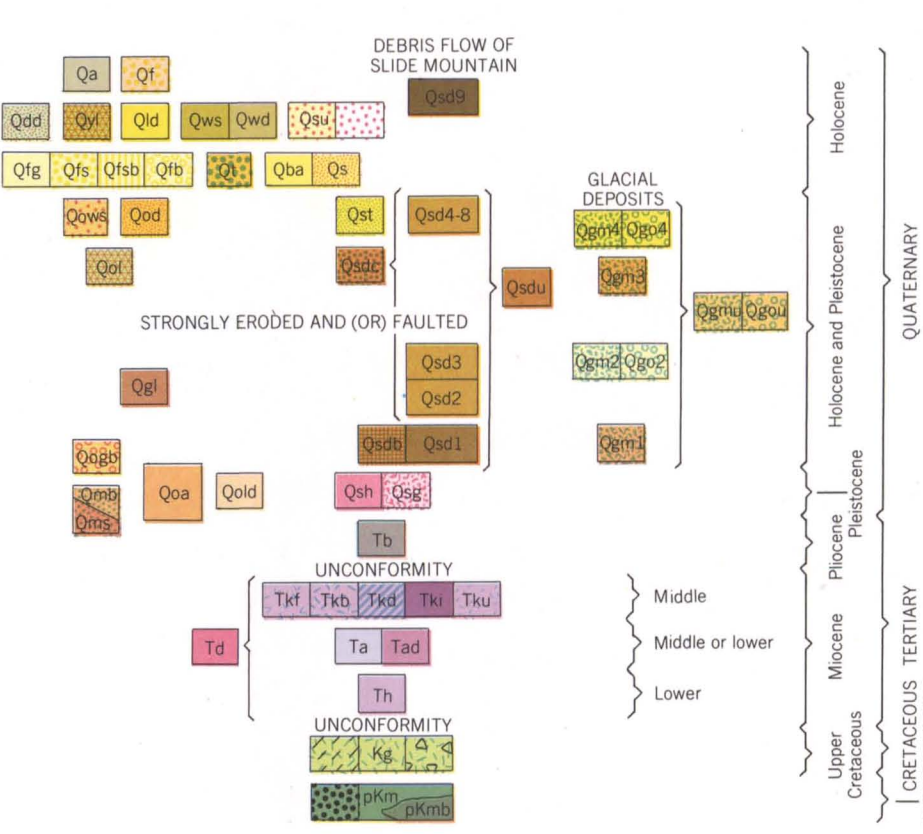 DEBRIS FLOW OF
SLIDE MOUNTAIN
Qa Qf Qsd9
Qdd Qyl Qld Qws Qwd Qsu
Qfg Qfs Qfsb Qfb Qt Qba Qs
GLACIAL
DEPOSITS
Qows Qod Qst Qsd4-8 Qgm4 Qgo4
Qol Qsdc Qsdu Qgm3
Qgmu Qgou
STRONGLY ERODED AND (OR) FAULTED
Qsd3 Qgm2 Qgo2
Qgl Qsd2
Qsdb Qsd1 Qgm1
Qogb
Qmb Qoa Qold Qsh Qsg
Qms
Tb
UNCONFORMITY
Tkf Tkb Tkd Tki Tku Middle
Td Ta Tad Middle or lower
Th Lower
UNCONFORMITY
Kg
pKm
pKmb
Holocene
Holocene and Pleistocene
Pleistocene
Pliocene
Miocene
Upper
Cretaceous
QUATERNARY
TERTIARY
CRETACEOUS